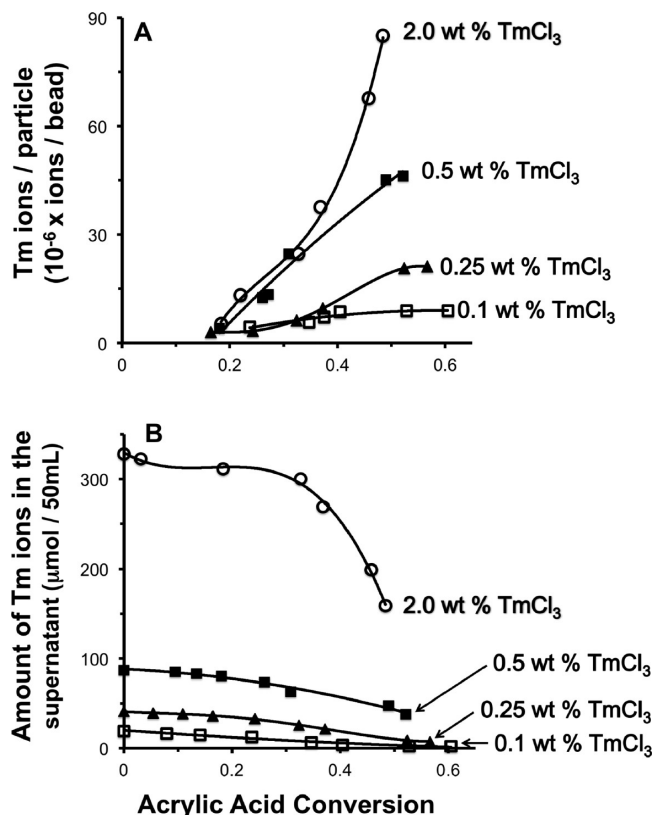 A
90
60
30
0
0
0.2
0.4
0.6
Tm ions / particle
(10⁻⁶ x ions / bead)
2.0 wt % TmCl₃
0.5 wt % TmCl₃
0.25 wt % TmCl₃
0.1 wt % TmCl₃
B
300
200
100
0
0
0.2
0.4
0.6
Amount of Tm ions in the
supernatant (μmol / 50mL)
2.0 wt % TmCl₃
0.5 wt % TmCl₃
0.25 wt % TmCl₃
0.1 wt % TmCl₃
Acrylic Acid Conversion